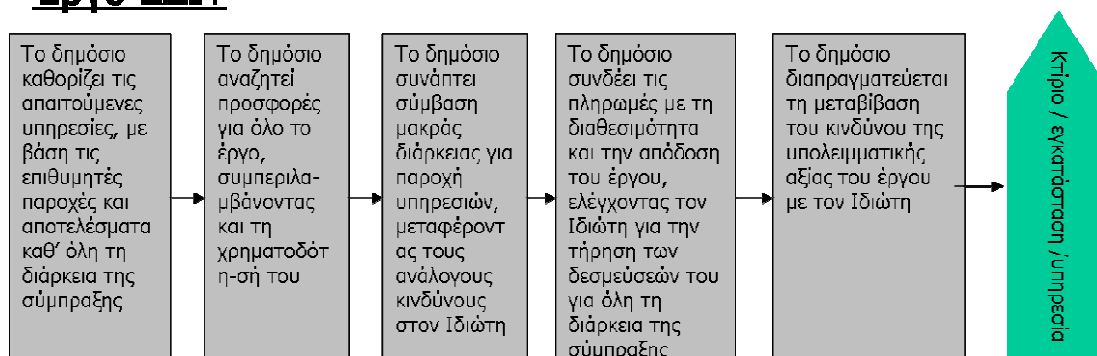 Το δημόσιο
καθορίζει τις
απαιτούμενες
υπηρεσίες, με
βάση τις
επιθυμητές
παροχές και
αποτελέσματα
καθ’ όλη τη
διάρκεια της
σύμπραξης
Το δημόσιο
αναζητεί
προσφορές
για όλο το
έργο,
συμπεριλα-
μβάνοντας
και τη
χρηματοδότ
η-σή του
Το δημόσιο
συνάπτει
σύμβαση
μακράς
διάρκειας για
παροχή
υπηρεσιών,
μεταφέροντ
ας τους
ανάλογους
κινδύνους
στον Ιδιώτη
Το δημόσιο
συνδέει τις
πληρωμές με τη
διαθεσιμότητα
και την απόδοση
του έργου,
ελέγχοντας τον
Ιδιώτη για την
τήρηση των
δεσμεύσεών του
για όλη τη
διάρκεια της
σύμπραξης
Το δημόσιο
διαπραγματεύεται
τη μεταβίβαση
του κινδύνου της
υπολειμματικής
αξίας του έργου
με τον Ιδιώτη
Κτίριο / εγκατάσταση /υπηρεσία